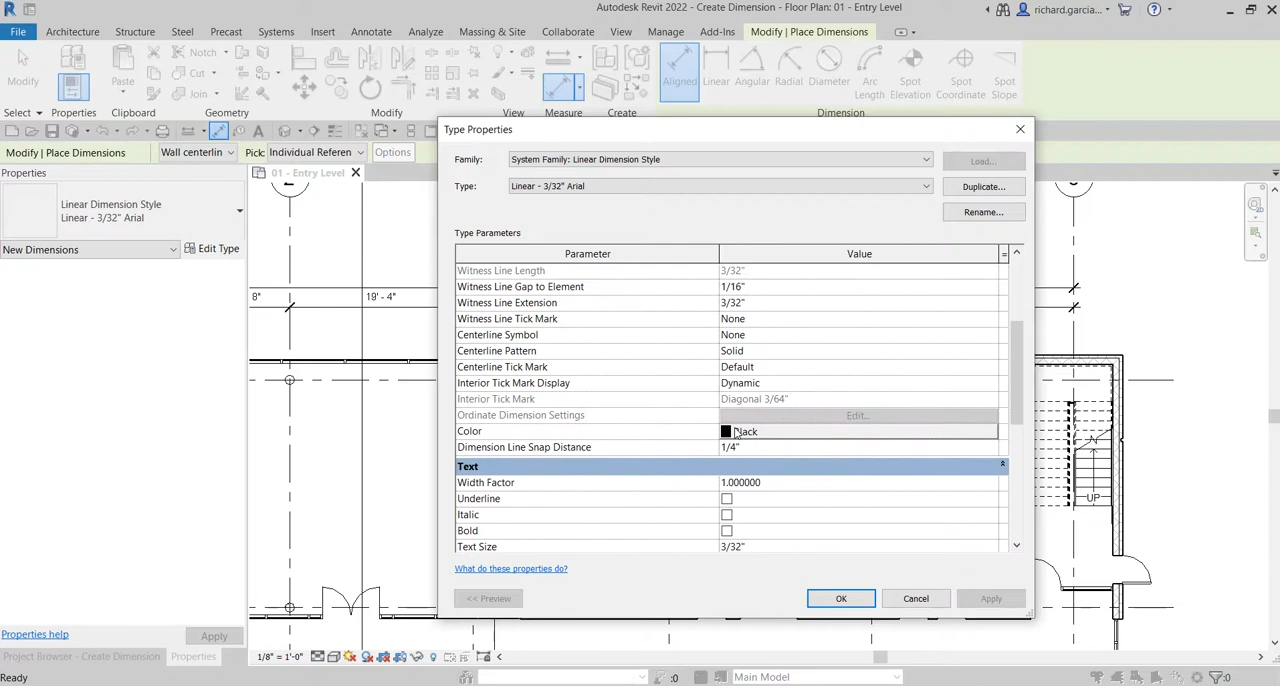 Autodesk Revit 2022 - Create Dimension - Floor Plan: 01 - Entry Level
richard.garcia...
File Architecture Structure Steel Precast Systems Insert Annotate Analyze Massing & Site Collaborate View Manage Add-Ins Modify | Place Dimensions
Modify Paste Notch Cut Join Aligned Linear Angular Radial Diameter Arc Length Spot Elevation Spot Coordinate Spot Slope
Select Properties Clipboard Geometry Modify View Measure Create Dimension
Modify | Place Dimensions Wall centerlin Pick: Individual Referen Options
Properties
01 - Entry Level
Linear Dimension Style
Linear - 3/32" Arial
New Dimensions Edit Type
8" 19' - 4"
UP
N
Type Properties
Family: System Family: Linear Dimension Style Load...
Type: Linear - 3/32" Arial Duplicate...
Rename...
Type Parameters
Parameter Value =
Witness Line Length 3/32"
Witness Line Gap to Element 1/16"
Witness Line Extension 3/32"
Witness Line Tick Mark None
Centerline Symbol None
Centerline Pattern Solid
Centerline Tick Mark Default
Interior Tick Mark Display Dynamic
Interior Tick Mark Diagonal 3/64"
Ordinate Dimension Settings Edit...
Color Black
Dimension Line Snap Distance 1/4"
Text
Width Factor 1.000000
Underline
Italic
Bold
Text Size 3/32"
What do these properties do?
<< Preview OK Cancel Apply
Properties help Apply
Project Browser - Create Dimension Properties
1/8" = 1'-0"
Ready
:0 Main Model :0